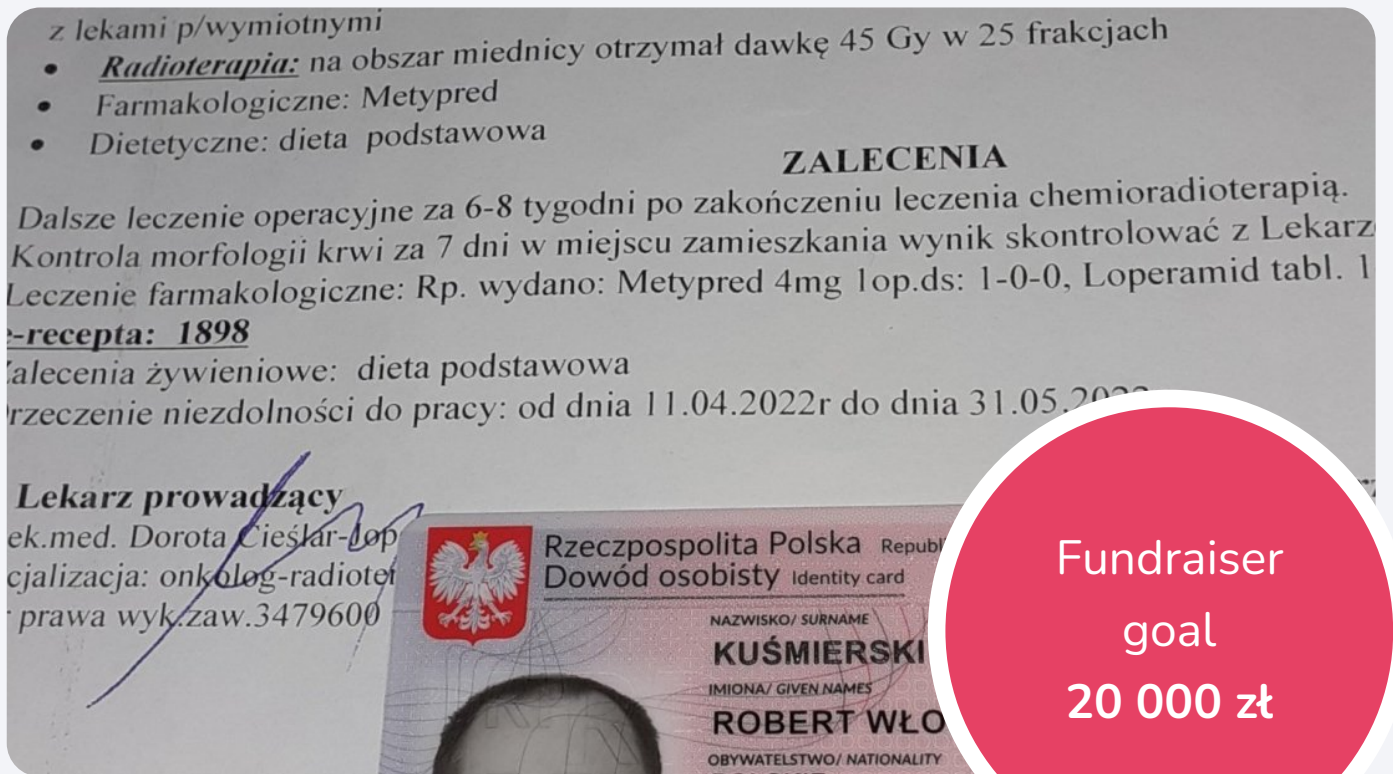 z lekami p/wymiotnymi
• Radioterapia: na obszar miednicy otrzymał dawkę 45 Gy w 25 frakcjach
• Farmakologiczne: Metypred
• Dietetyczne: dieta podstawowa
ZALECENIA
Dalsze leczenie operacyjne za 6-8 tygodni po zakończeniu leczenia chemioradioterapią.
Kontrola morfologii krwi za 7 dni w miejscu zamieszkania wynik skontrolować z Lekarz
Leczenie farmakologiczne: Rp. wydano: Metypred 4mg 1op.ds: 1-0-0, Loperamid tabl. 1
e-recepta: 1898
alecenia żywieniowe: dieta podstawowa
rzeczenie niezdolności do pracy: od dnia 11.04.2022r do dnia 31.05.2022
Lekarz prowadzący
ek.med. Dorota Cieślar-
cjalizacja: onkolog-radioter
prawa wyk.zaw.3479600
Rzeczpospolita Polska Republ
Dowód osobisty Identity card
NAZWISKO/ SURNAME
KUŚMIERSKI
IMIONA/ GIVEN NAMES
ROBERT WŁO
OBYWATELSTWO/ NATIONALITY
Fundraiser
goal
20 000 zł